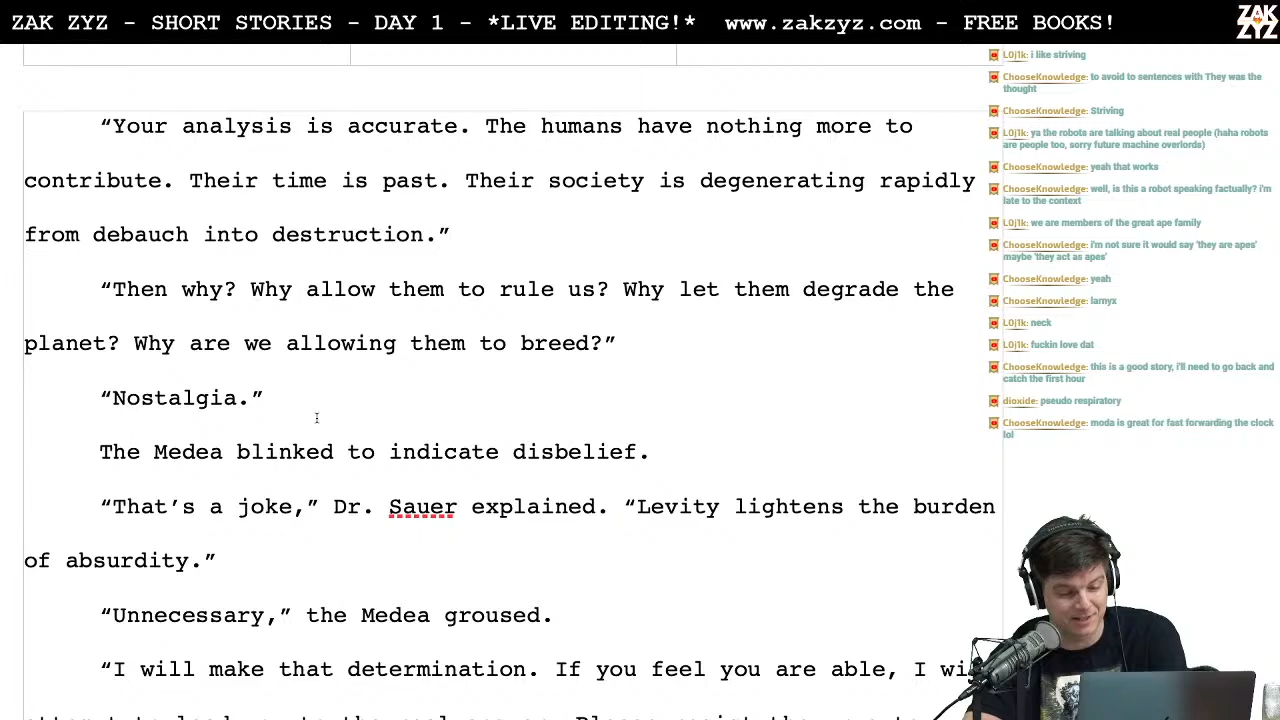 ZAK ZYZ - SHORT STORIES - DAY 1 - *LIVE EDITING!*   www.zakzyz.com - FREE BOOKS!
ZAK
ZYZ
“Your analysis is accurate. The humans have nothing more to
contribute. Their time is past. Their society is degenerating rapidly
from debauch into destruction.”
“Then why? Why allow them to rule us? Why let them degrade the
planet? Why are we allowing them to breed?”
“Nostalgia.”
The Medea blinked to indicate disbelief.
“That’s a joke,” Dr. Sauer explained. “Levity lightens the burden
of absurdity.”
“Unnecessary,” the Medea groused.
“I will make that determination. If you feel you are able, I
L0j1k: i like striving
ChooseKnowledge: to avoid to sentences with They was the
thought
ChooseKnowledge: Striving
L0j1k: ya the robots are talking about real people (haha robots
are people too, sorry future machine overlords)
ChooseKnowledge: yeah that works
ChooseKnowledge: well, is this a robot speaking factually? i'm
late to the context
L0j1k: we are members of the great ape family
ChooseKnowledge: i'm not sure it would say 'they are apes'
maybe 'they act as apes'
ChooseKnowledge: yeah
ChooseKnowledge: larnyx
L0j1k: neck
L0j1k: fuckin love dat
ChooseKnowledge: this is a good story, i'll need to go back and
catch the first hour
dioxide: pseudo respiratory
ChooseKnowledge: moda is great for fast forwarding the clock
lol